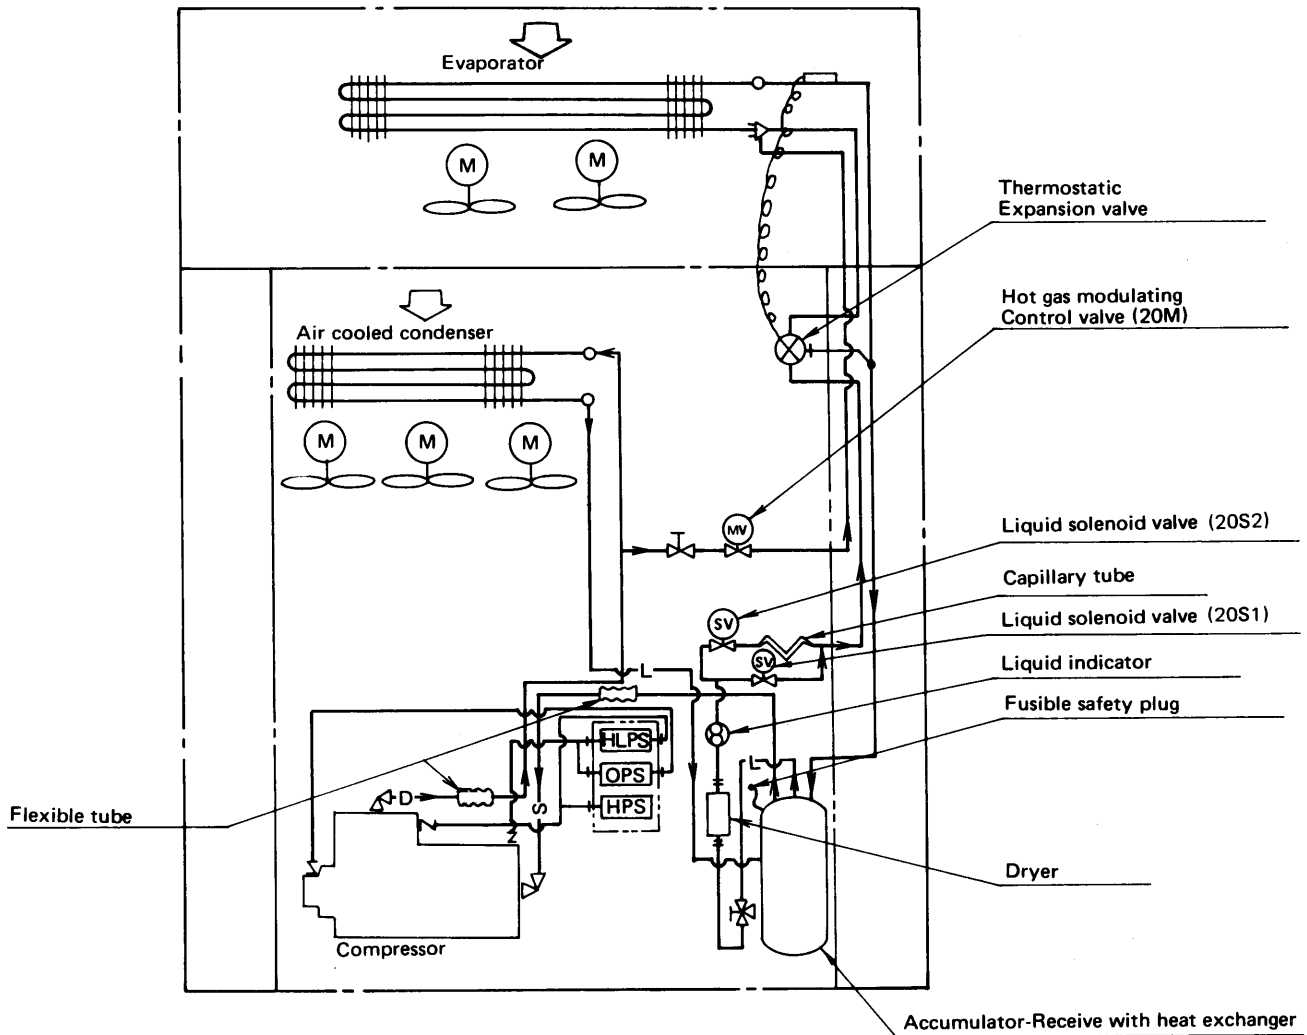 Evaporator
M
M
Thermostatic
Expansion valve
Hot gas modulating
Control valve (20M)
Air cooled condenser
M
M
M
MV
Liquid solenoid valve (20S2)
Capillary tube
SV
Liquid solenoid valve (20S1)
SV
L
Liquid indicator
Fusible safety plug
HLPS
OPS
L
D
S
HPS
Flexible tube
Dryer
Compressor
Accumulator-Receive with heat exchanger